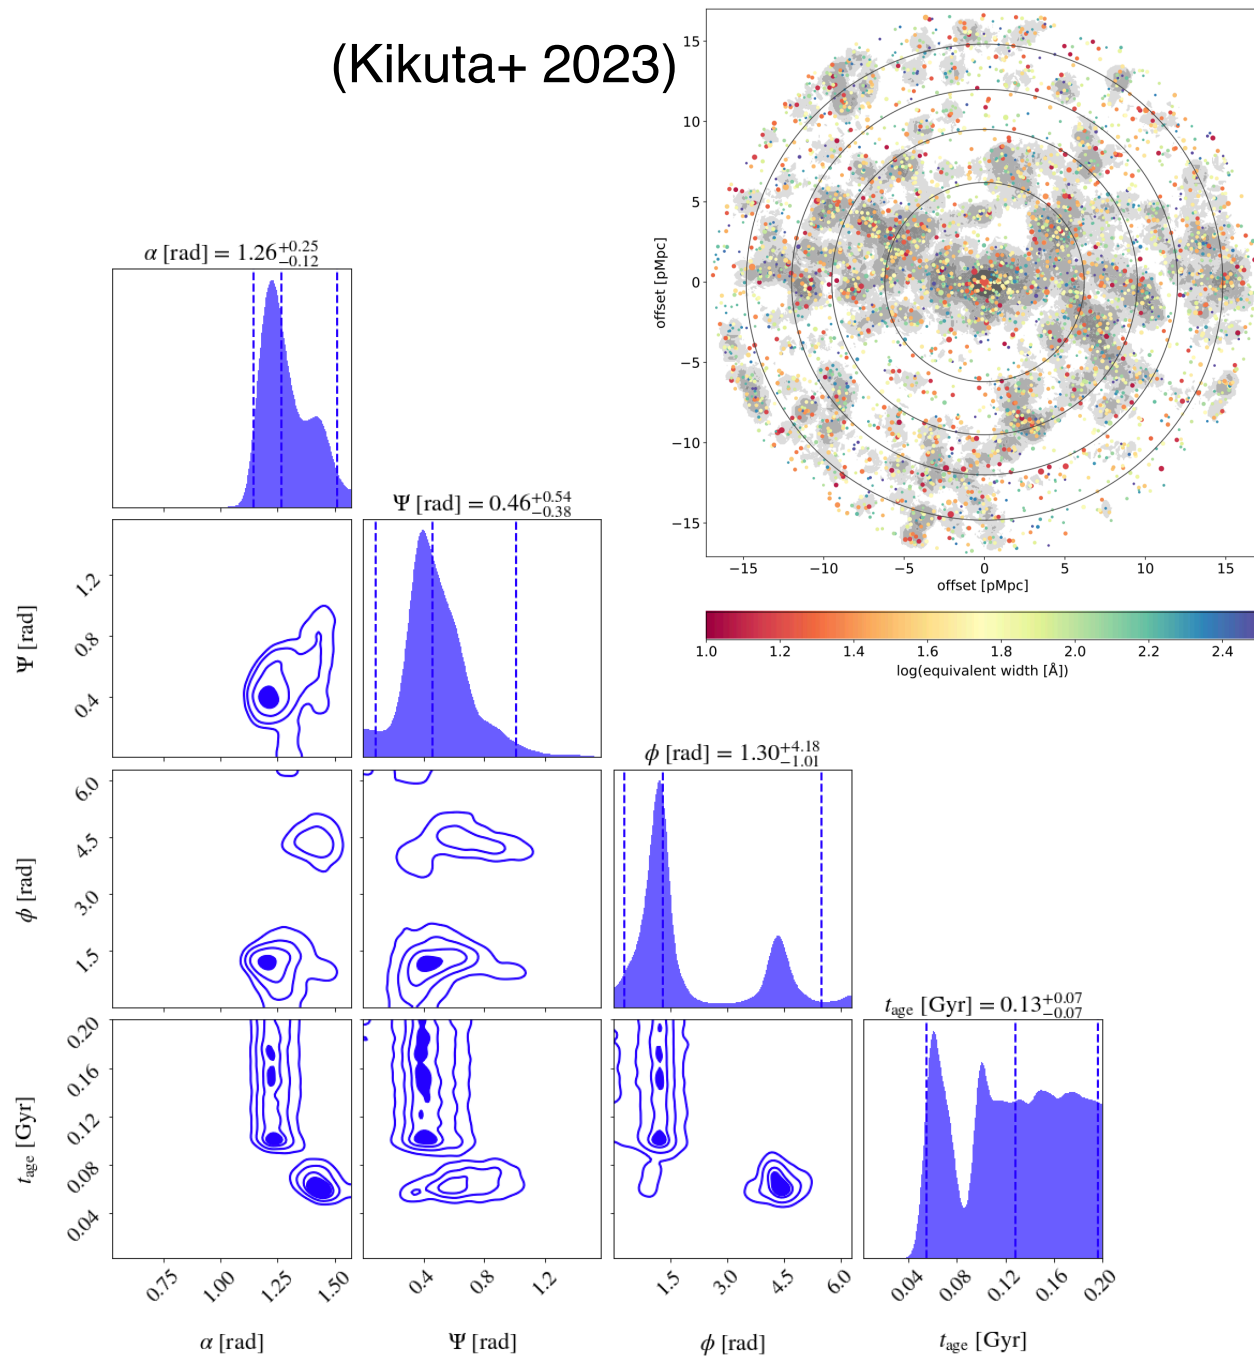 (Kikuta+ 2023)
15
10
5
0
−5
−10
−15
offset [pMpc]
−15 −10 −5 0 5 10 15
offset [pMpc]
1.0 1.2 1.4 1.6 1.8 2.0 2.2 2.4
log(equivalent width [Å])
α [rad] = 1.26 +0.25 −0.12
Ψ [rad] = 0.46 +0.54 −0.38
1.2
0.8
0.4
Ψ [rad]
ϕ [rad] = 1.30 +4.18 −1.01
6.0
4.5
3.0
1.5
ϕ [rad]
t_age [Gyr] = 0.13 +0.07 −0.07
0.20
0.16
0.12
0.08
0.04
t_age [Gyr]
0.75 1.00 1.25 1.50 0.4 0.8 1.2 1.5 3.0 4.5 6.0 0.04 0.08 0.12 0.16 0.20
α [rad] Ψ [rad] ϕ [rad] t_age [Gyr]